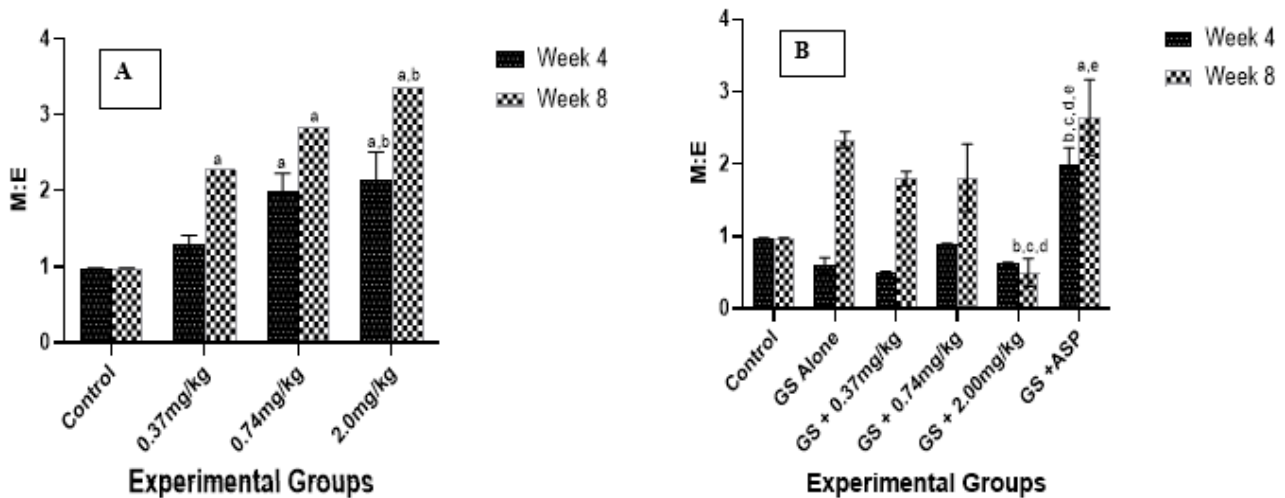 A
M:E
4
3
2
1
0
a
a
a
a,b
a,b
Control
0.37mg/kg
0.74mg/kg
2.0mg/kg
Experimental Groups
Week 4
Week 8
B
M:E
4
3
2
1
0
b,c,d
b,c,d,e
a,e
Control
GS Alone
GS + 0.37mg/kg
GS + 0.74mg/kg
GS + 2.00mg/kg
GS +ASP
Experimental Groups
Week 4
Week 8